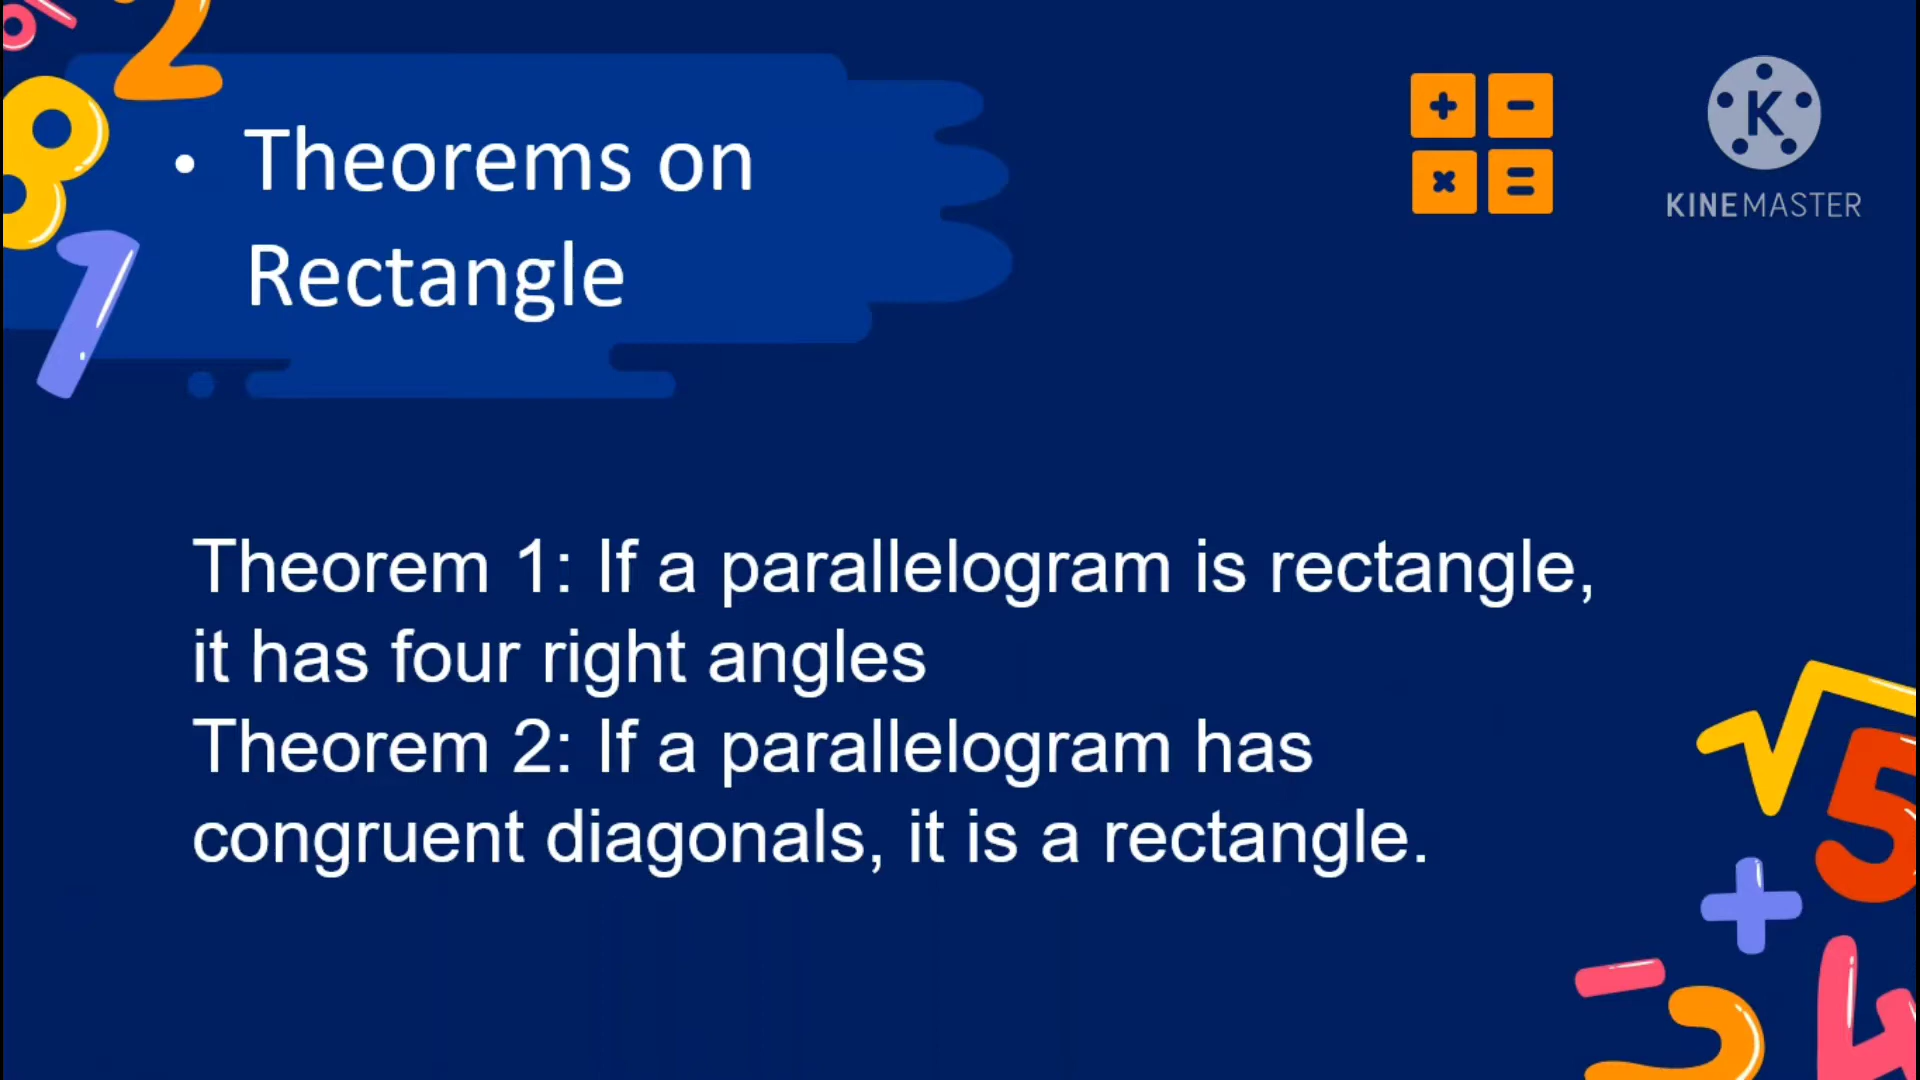 • Theorems on
Rectangle
K
KINEMASTER
Theorem 1: If a parallelogram is rectangle,
it has four right angles
Theorem 2: If a parallelogram has
congruent diagonals, it is a rectangle.